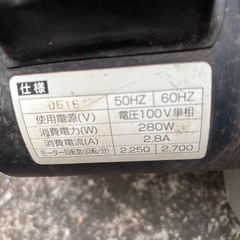 仕様
0515 50HZ 60HZ
使用電源(V) 電圧100V単相
消費電力(W) 280W
消費電流(A) 2.8A
モーター回転数(回転/分) 2,250 2,700